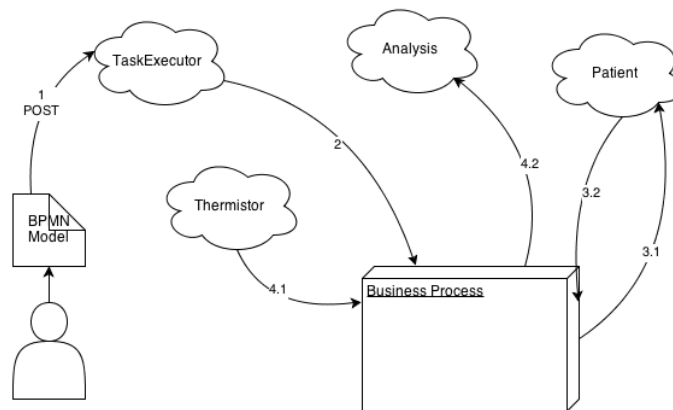 TaskExecutor
Analysis
Patient
1
POST
2
4.2
3.2
3.1
Thermistor
BPMN
Model
4.1
Business Process